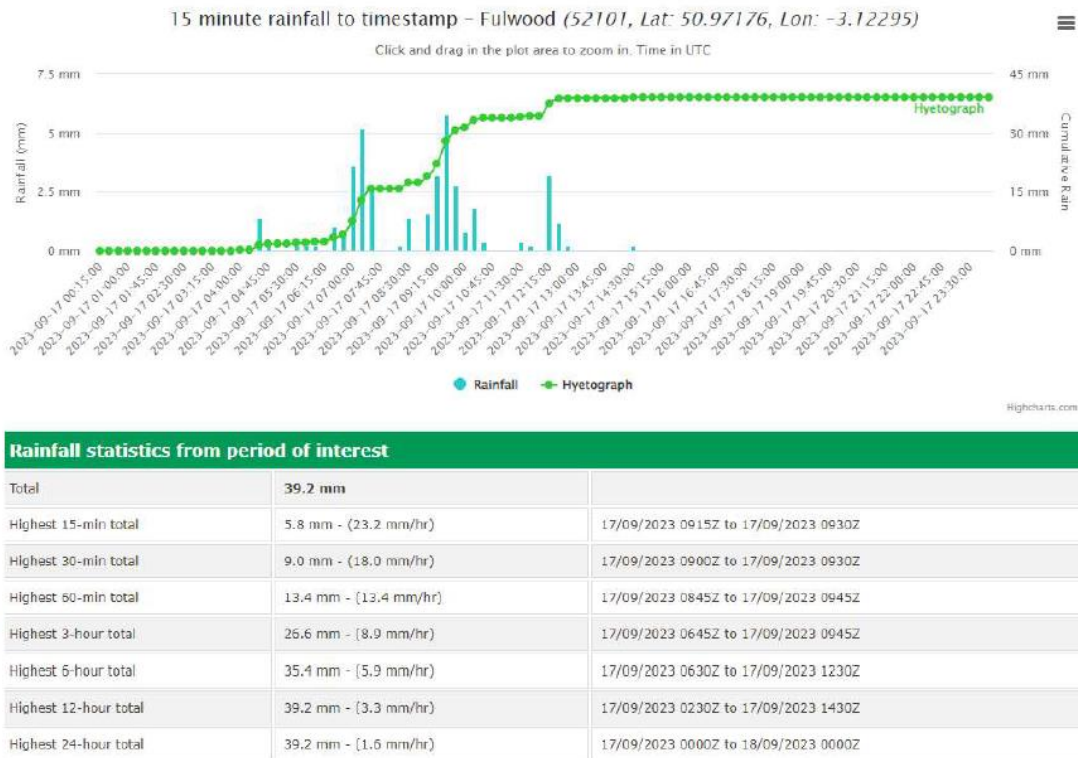 15 minute rainfall to timestamp – Fulwood (52101, Lat: 50.97176, Lon: -3.12295)
Click and drag in the plot area to zoom in. Time in UTC
7.5 mm
45 mm
Hyetograph
5 mm
30 mm
Rainfall (mm)
Cumulative Rain
2.5 mm
15 mm
0 mm
0 mm
2023-09-17 00:15:00
2023-09-17 01:00:00
2023-09-17 01:45:00
2023-09-17 02:30:00
2023-09-17 03:15:00
2023-09-17 04:00:00
2023-09-17 04:45:00
2023-09-17 05:30:00
2023-09-17 06:15:00
2023-09-17 07:00:00
2023-09-17 07:45:00
2023-09-17 08:30:00
2023-09-17 09:15:00
2023-09-17 10:00:00
2023-09-17 10:45:00
2023-09-17 11:30:00
2023-09-17 12:15:00
2023-09-17 13:00:00
2023-09-17 13:45:00
2023-09-17 14:30:00
2023-09-17 15:15:00
2023-09-17 16:00:00
2023-09-17 16:45:00
2023-09-17 17:30:00
2023-09-17 18:15:00
2023-09-17 19:00:00
2023-09-17 19:45:00
2023-09-17 20:30:00
2023-09-17 21:15:00
2023-09-17 22:00:00
2023-09-17 22:45:00
2023-09-17 23:30:00
Rainfall Hyetograph
Highcharts.com
Rainfall statistics from period of interest
Total 39.2 mm
Highest 15-min total 5.8 mm - (23.2 mm/hr) 17/09/2023 0915Z to 17/09/2023 0930Z
Highest 30-min total 9.0 mm - (18.0 mm/hr) 17/09/2023 0900Z to 17/09/2023 0930Z
Highest 60-min total 13.4 mm - (13.4 mm/hr) 17/09/2023 0845Z to 17/09/2023 0945Z
Highest 3-hour total 26.6 mm - (8.9 mm/hr) 17/09/2023 0645Z to 17/09/2023 0945Z
Highest 6-hour total 35.4 mm - (5.9 mm/hr) 17/09/2023 0630Z to 17/09/2023 1230Z
Highest 12-hour total 39.2 mm - (3.3 mm/hr) 17/09/2023 0230Z to 17/09/2023 1430Z
Highest 24-hour total 39.2 mm - (1.6 mm/hr) 17/09/2023 0000Z to 18/09/2023 0000Z